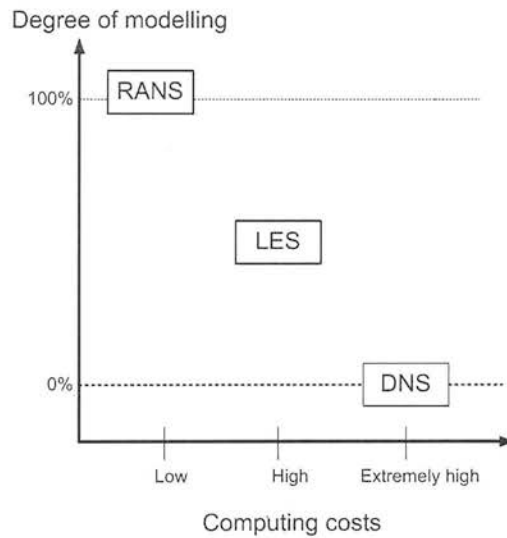 Degree of modelling
100%
RANS
LES
0%
DNS
Low High Extremely high
Computing costs